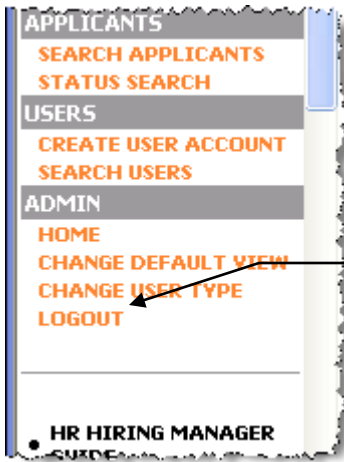 APPLICANTS
SEARCH APPLICANTS
STATUS SEARCH
USERS
CREATE USER ACCOUNT
SEARCH USERS
ADMIN
HOME
CHANGE DEFAULT VIEW
CHANGE USER TYPE
LOGOUT
• HR HIRING MANAGER
GUIDE